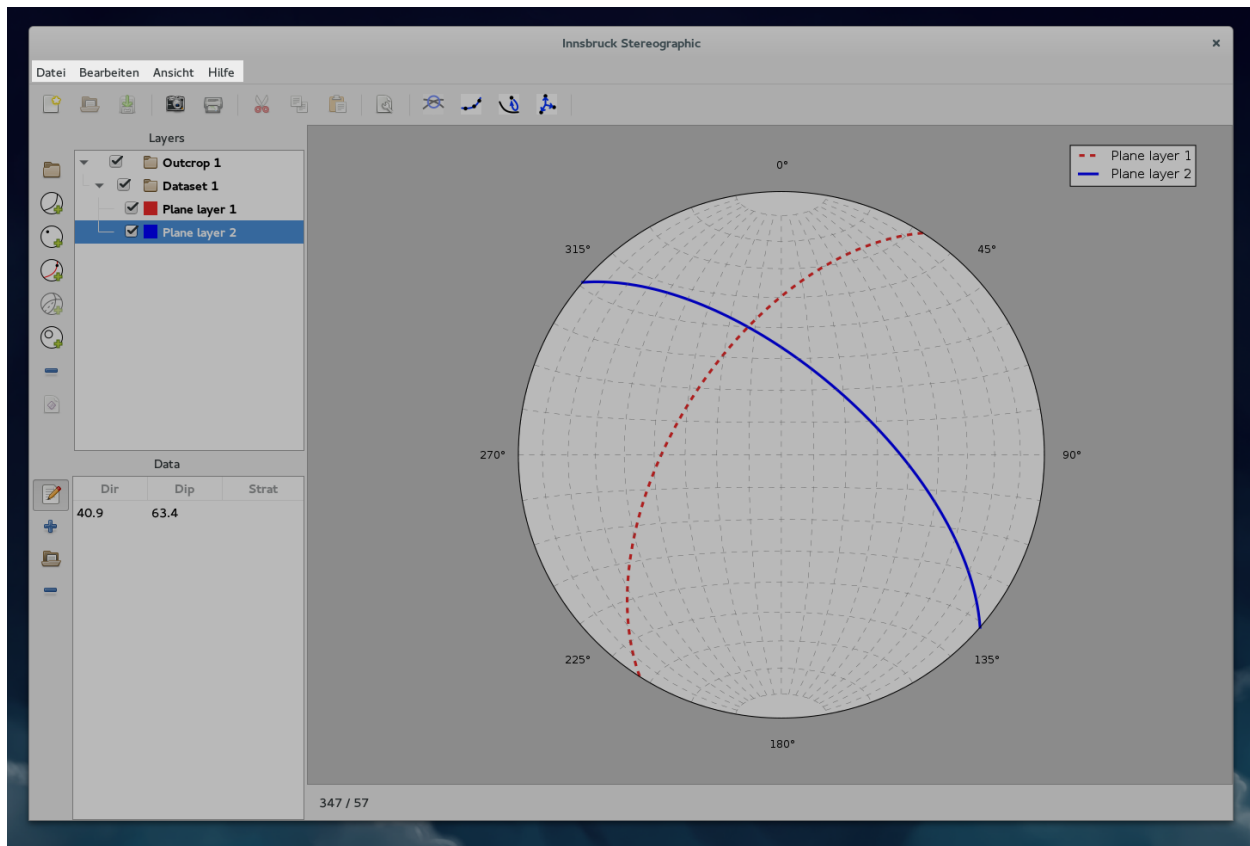 Innsbruck Stereographic
×
Datei Bearbeiten Ansicht Hilfe
Layers
Outcrop 1
Dataset 1
Plane layer 1
Plane layer 2
Data
Dir Dip Strat
40.9 63.4
Plane layer 1
Plane layer 2
0°
315° 45°
270° 90°
225° 135°
180°
347 / 57